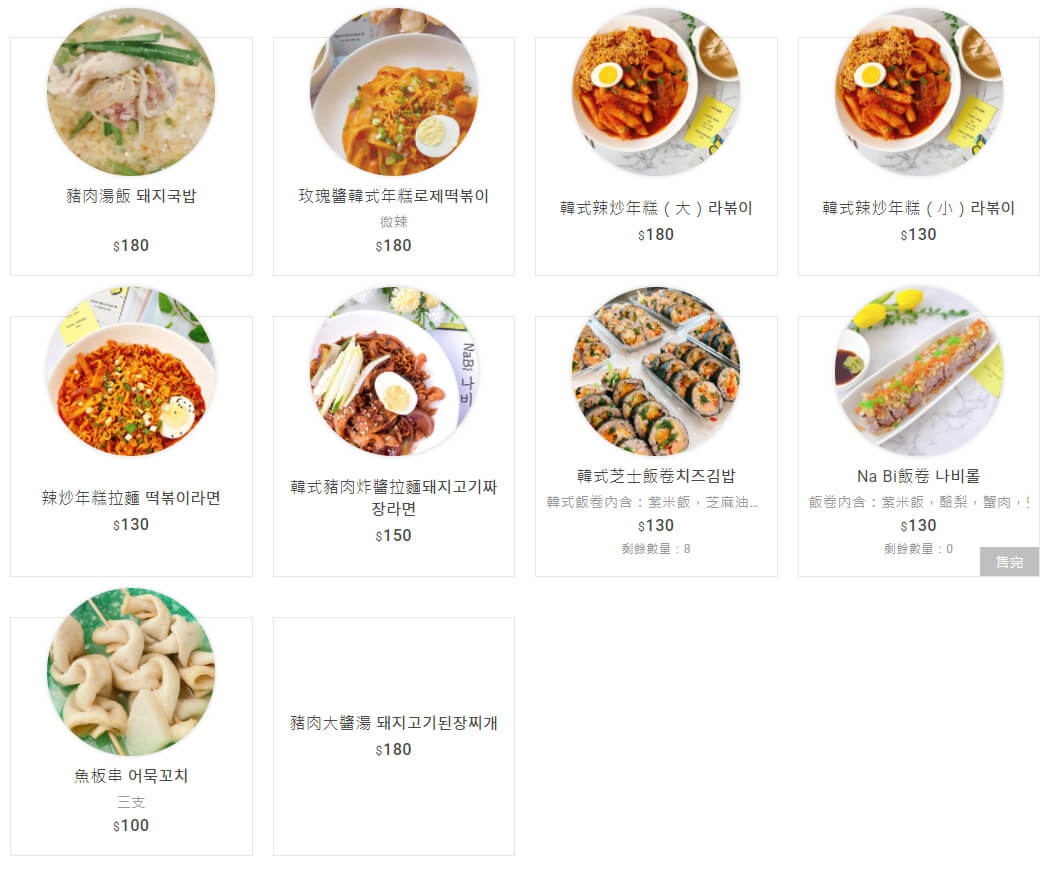 豬肉湯飯 돼지국밥
$180
玫瑰醬韓式年糕로제떡볶이
微辣
$180
韓式辣炒年糕 ( 大 ) 라볶이
$180
韓式辣炒年糕 ( 小 ) 라볶이
$130
辣炒年糕拉麵 떡볶이라면
$130
NaBi 나비
韓式豬肉炸醬拉麵돼지고기짜
장라면
$150
韓式芝士飯卷치즈김밥
韓式飯卷內含：紫米飯，芝麻油...
$130
剩餘數量：8
Na Bi飯卷 나비롤
飯卷內含：紫米飯，酪梨，蟹肉，
$130
剩餘數量：0
售完
魚板串 어묵꼬치
三支
$100
豬肉大醬湯 돼지고기된장찌개
$180